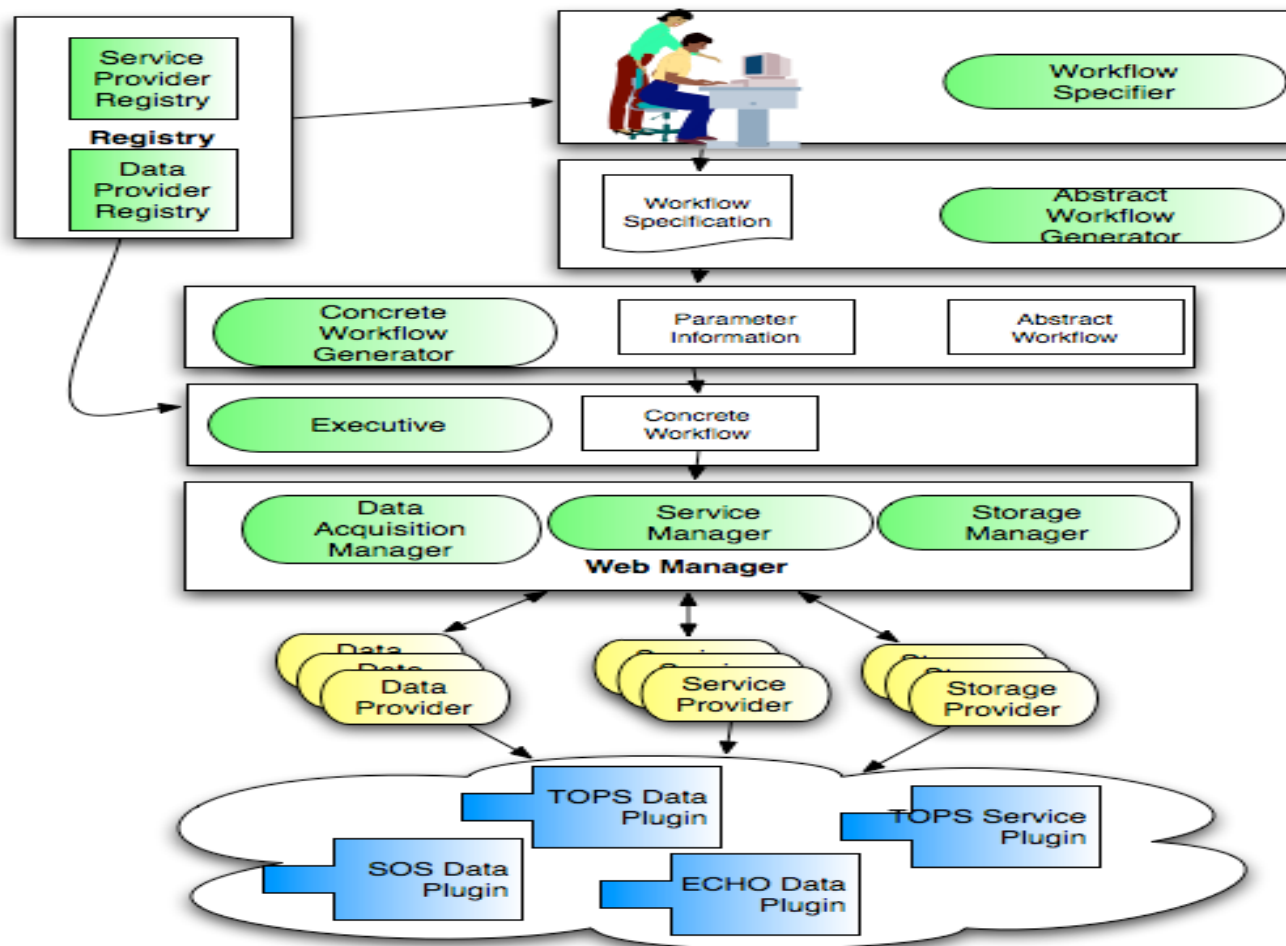 Service
Provider
Registry
Registry
Data
Provider
Registry
Workflow
Specifier
Workflow
Specification
Abstract
Workflow
Generator
Concrete
Workflow
Generator
Parameter
Information
Abstract
Workflow
Executive
Concrete
Workflow
Data
Acquisition
Manager
Service
Manager
Storage
Manager
Web Manager
Data
Data
Data
Provider
Service
Provider
Storage
Provider
TOPS Data
Plugin
TOPS Service
Plugin
SOS Data
Plugin
ECHO Data
Plugin